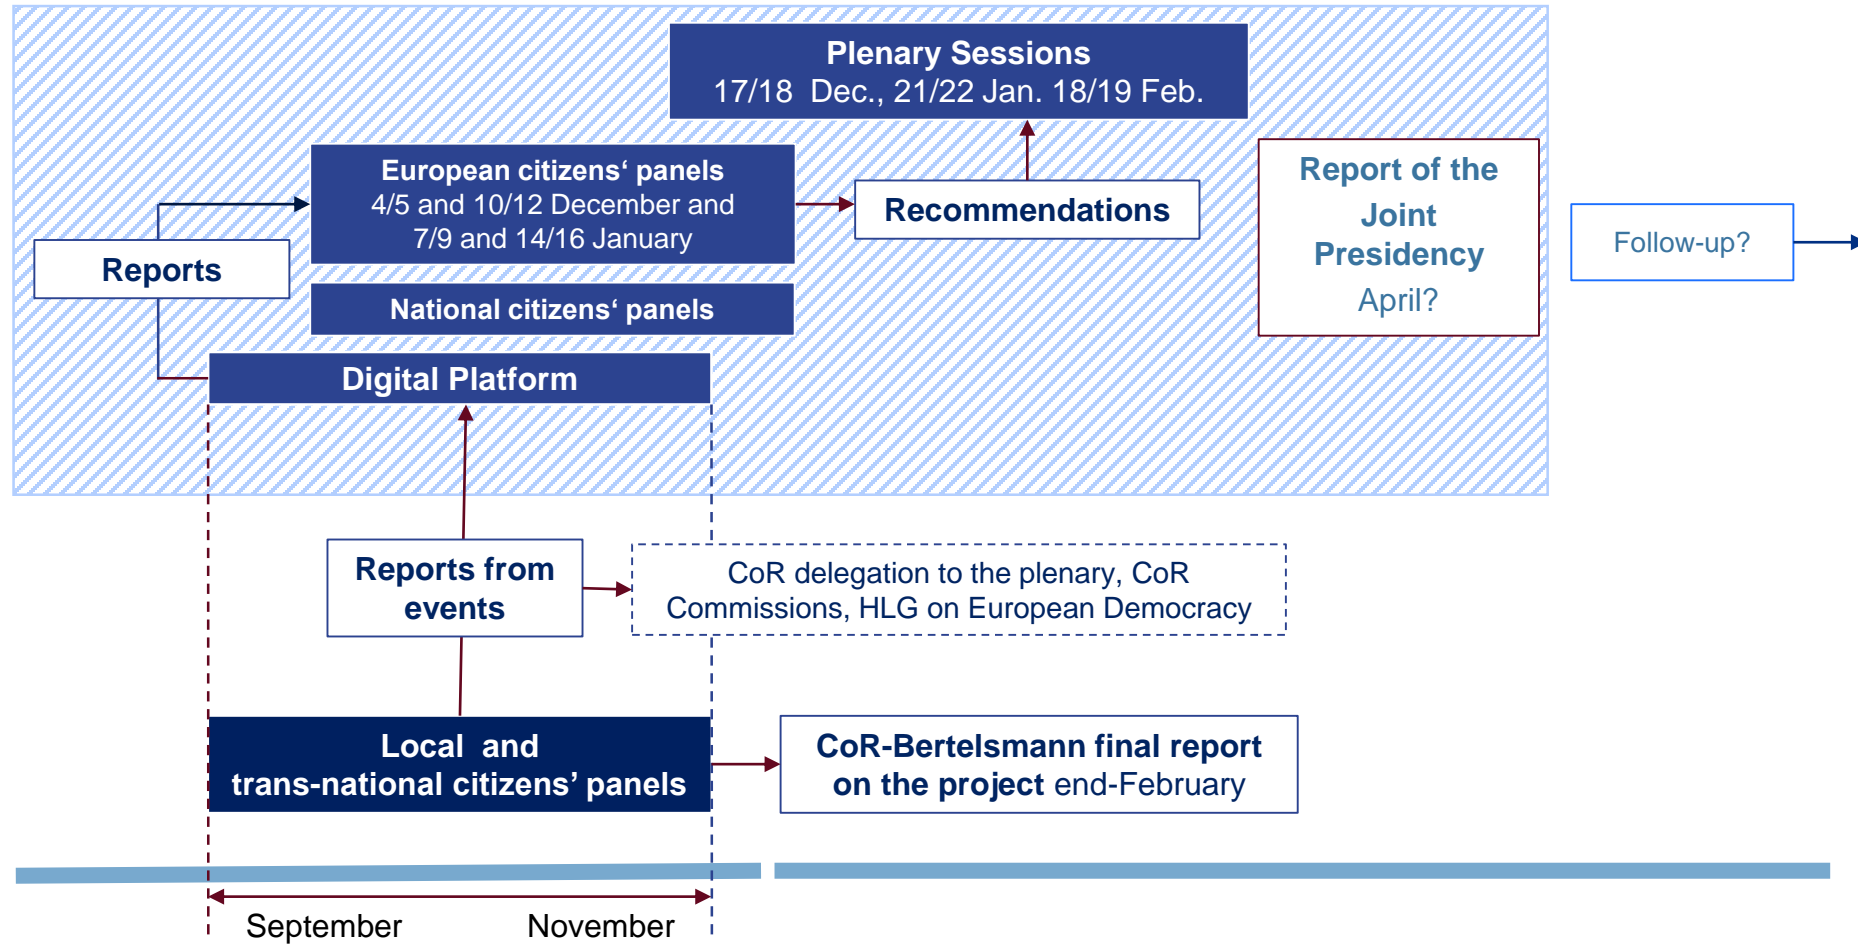 Plenary Sessions
17/18  Dec., 21/22 Jan. 18/19 Feb.
European citizens‘ panels
4/5 and 10/12 December and
7/9 and 14/16 January
Recommendations
Report of the
Joint
Presidency
April?
Follow-up?
Reports
National citizens‘ panels
Digital Platform
Reports from
events
CoR delegation to the plenary, CoR
Commissions, HLG on European Democracy
Local  and
trans-national citizens’ panels
CoR-Bertelsmann final report
on the project end-February
September
November